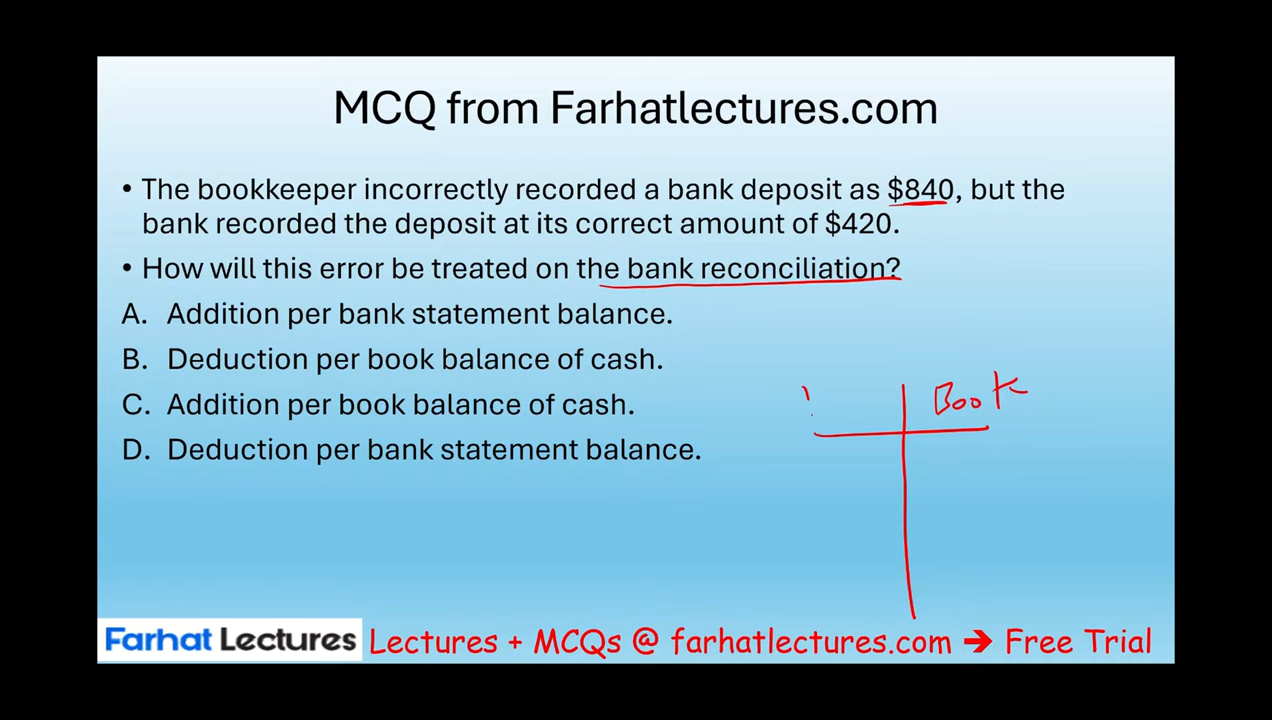 MCQ from Farhatlectures.com
• The bookkeeper incorrectly recorded a bank deposit as $840, but the
bank recorded the deposit at its correct amount of $420.
• How will this error be treated on the bank reconciliation?
A. Addition per bank statement balance.
B. Deduction per book balance of cash.
C. Addition per book balance of cash.
D. Deduction per bank statement balance.
Book
Farhat Lectures Lectures + MCQs @ farhatlectures.com ➔ Free Trial